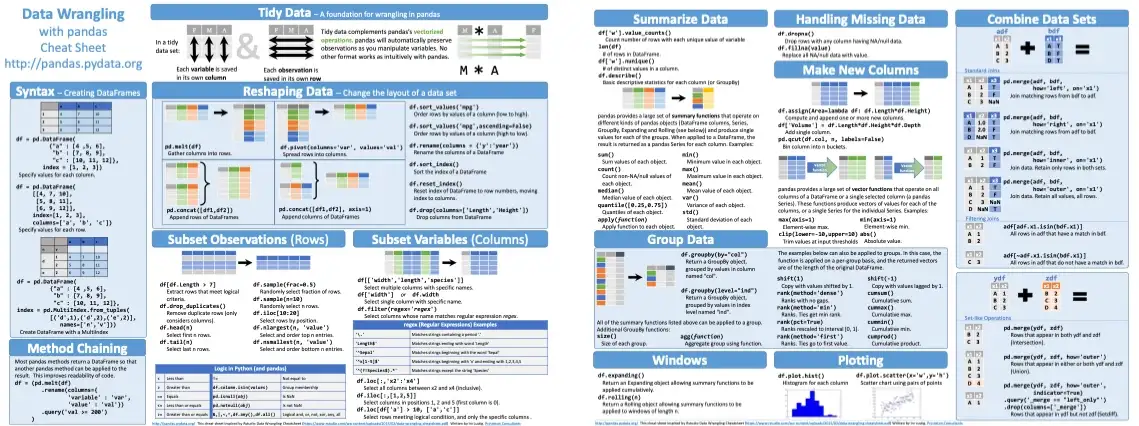 Data Wrangling
with pandas
Cheat Sheet
http://pandas.pydata.org
Tidy Data – A foundation for wrangling in pandas
In a tidy
data set:
Each variable is saved
in its own column
&
Each observation is
saved in its own row
Tidy data complements pandas's vectorized
operations. pandas will automatically preserve
observations as you manipulate variables. No
other format works as intuitively with pandas.
M * A
Syntax – Creating DataFrames
df = pd.DataFrame(
{"a" : [4 ,5, 6],
"b" : [7, 8, 9],
"c" : [10, 11, 12]},
index = [1, 2, 3])
Specify values for each column.
df = pd.DataFrame(
[[4, 7, 10],
[5, 8, 11],
[6, 9, 12]],
index=[1, 2, 3],
columns=['a', 'b', 'c'])
Specify values for each row.
df = pd.DataFrame(
{"a" : [4 ,5, 6],
"b" : [7, 8, 9],
"c" : [10, 11, 12]},
index = pd.MultiIndex.from_tuples(
[('d',1),('d',2),('e',2)],
names=['n','v']))
Create DataFrame with a MultiIndex
Method Chaining
Most pandas methods return a DataFrame so that
another pandas method can be applied to the
result. This improves readability of code.
df = (pd.melt(df)
.rename(columns={
'variable' : 'var',
'value' : 'val'})
.query('val >= 200')
)
Reshaping Data – Change the layout of a data set
pd.melt(df)
Gather columns into rows.
df.pivot(columns='var', values='val')
Spread rows into columns.
pd.concat([df1,df2])
Append rows of DataFrames
pd.concat([df1,df2], axis=1)
Append columns of DataFrames
df.sort_values('mpg')
Order rows by values of a column (low to high).
df.sort_values('mpg',ascending=False)
Order rows by values of a column (high to low).
df.rename(columns = {'y':'year'})
Rename the columns of a DataFrame
df.sort_index()
Sort the index of a DataFrame
df.reset_index()
Reset index of DataFrame to row numbers, moving
index to columns.
df.drop(columns=['Length','Height'])
Drop columns from DataFrame
Subset Observations (Rows)
df[df.Length > 7]
Extract rows that meet logical
criteria.
df.drop_duplicates()
Remove duplicate rows (only
considers columns).
df.head(n)
Select first n rows.
df.tail(n)
Select last n rows.
df.sample(frac=0.5)
Randomly select fraction of rows.
df.sample(n=10)
Randomly select n rows.
df.iloc[10:20]
Select rows by position.
df.nlargest(n, 'value')
Select and order top n entries.
df.nsmallest(n, 'value')
Select and order bottom n entries.
Logic in Python (and pandas)
< Less than != Not equal to
> Greater than df.column.isin(values) Group membership
== Equals pd.isnull(obj) Is NaN
<= Less than or equals pd.notnull(obj) Is not NaN
>= Greater than or equals &,|,~,^,df.any(),df.all() Logical and, or, not, xor, any, all
Subset Variables (Columns)
df[['width','length','species']]
Select multiple columns with specific names.
df['width'] or df.width
Select single column with specific name.
df.filter(regex='regex')
Select columns whose name matches regular expression regex.
regex (Regular Expressions) Examples
'\.' Matches strings containing a period '.'
'Length$' Matches strings ending with word 'Length'
'^Sepal' Matches strings beginning with the word 'Sepal'
'^x[1-5]$' Matches strings beginning with 'x' and ending with 1,2,3,4,5
'^(?!Species$).*' Matches strings except the string 'Species'
df.loc[:,'x2':'x4']
Select all columns between x2 and x4 (inclusive).
df.iloc[:,[1,2,5]]
Select columns in positions 1, 2 and 5 (first column is 0).
df.loc[df['a'] > 10, ['a','c']]
Select rows meeting logical condition, and only the specific columns .
Summarize Data
df['w'].value_counts()
Count number of rows with each unique value of variable
len(df)
# of rows in DataFrame.
df['w'].nunique()
# of distinct values in a column.
df.describe()
Basic descriptive statistics for each column (or GroupBy)
pandas provides a large set of summary functions that operate on
different kinds of pandas objects (DataFrame columns, Series,
GroupBy, Expanding and Rolling (see below)) and produce single
values for each of the groups. When applied to a DataFrame, the
result is returned as a pandas Series for each column. Examples:
sum()
Sum values of each object.
count()
Count non-NA/null values of
each object.
median()
Median value of each object.
quantile([0.25,0.75])
Quantiles of each object.
apply(function)
Apply function to each object.
min()
Minimum value in each object.
max()
Maximum value in each object.
mean()
Mean value of each object.
var()
Variance of each object.
std()
Standard deviation of each
object.
Group Data
df.groupby(by="col")
Return a GroupBy object,
grouped by values in column
named "col".
df.groupby(level="ind")
Return a GroupBy object,
grouped by values in index
level named "ind".
All of the summary functions listed above can be applied to a group.
Additional GroupBy functions:
size()
Size of each group.
agg(function)
Aggregate group using function.
Windows
df.expanding()
Return an Expanding object allowing summary functions to be
applied cumulatively.
df.rolling(n)
Return a Rolling object allowing summary functions to be
applied to windows of length n.
Handling Missing Data
df.dropna()
Drop rows with any column having NA/null data.
df.fillna(value)
Replace all NA/null data with value.
Make New Columns
df.assign(Area=lambda df: df.Length*df.Height)
Compute and append one or more new columns.
df['Volume'] = df.Length*df.Height*df.Depth
Add single column.
pd.qcut(df.col, n, labels=False)
Bin column into n buckets.
pandas provides a large set of vector functions that operate on all
columns of a DataFrame or a single selected column (a pandas
Series). These functions produce vectors of values for each of the
columns, or a single Series for the individual Series. Examples:
max(axis=1)
Element-wise max.
clip(lower=-10,upper=10)
Trim values at input thresholds
min(axis=1)
Element-wise min.
abs()
Absolute value.
The examples below can also be applied to groups. In this case, the
function is applied on a per-group basis, and the returned vectors
are of the length of the original DataFrame.
shift(1)
Copy with values shifted by 1.
rank(method='dense')
Ranks with no gaps.
rank(method='min')
Ranks. Ties get min rank.
rank(pct=True)
Ranks rescaled to interval [0, 1].
rank(method='first')
Ranks. Ties go to first value.
shift(-1)
Copy with values lagged by 1.
cumsum()
Cumulative sum.
cummax()
Cumulative max.
cummin()
Cumulative min.
cumprod()
Cumulative product.
Plotting
df.plot.hist()
Histogram for each column
df.plot.scatter(x='w',y='h')
Scatter chart using pairs of points
Combine Data Sets
adf
bdf
Standard Joins
pd.merge(adf, bdf,
how='left', on='x1')
Join matching rows from bdf to adf.
pd.merge(adf, bdf,
how='right', on='x1')
Join matching rows from adf to bdf.
pd.merge(adf, bdf,
how='inner', on='x1')
Join data. Retain only rows in both sets.
pd.merge(adf, bdf,
how='outer', on='x1')
Join data. Retain all values, all rows.
Filtering Joins
adf[adf.x1.isin(bdf.x1)]
All rows in adf that have a match in bdf.
adf[~adf.x1.isin(bdf.x1)]
All rows in adf that do not have a match in bdf.
ydf
zdf
Set-like Operations
pd.merge(ydf, zdf)
Rows that appear in both ydf and zdf
(Intersection).
pd.merge(ydf, zdf, how='outer')
Rows that appear in either or both ydf and zdf
(Union).
pd.merge(ydf, zdf, how='outer',
indicator=True)
.query('_merge == "left_only"')
.drop(columns=['_merge'])
Rows that appear in ydf but not zdf (Setdiff).